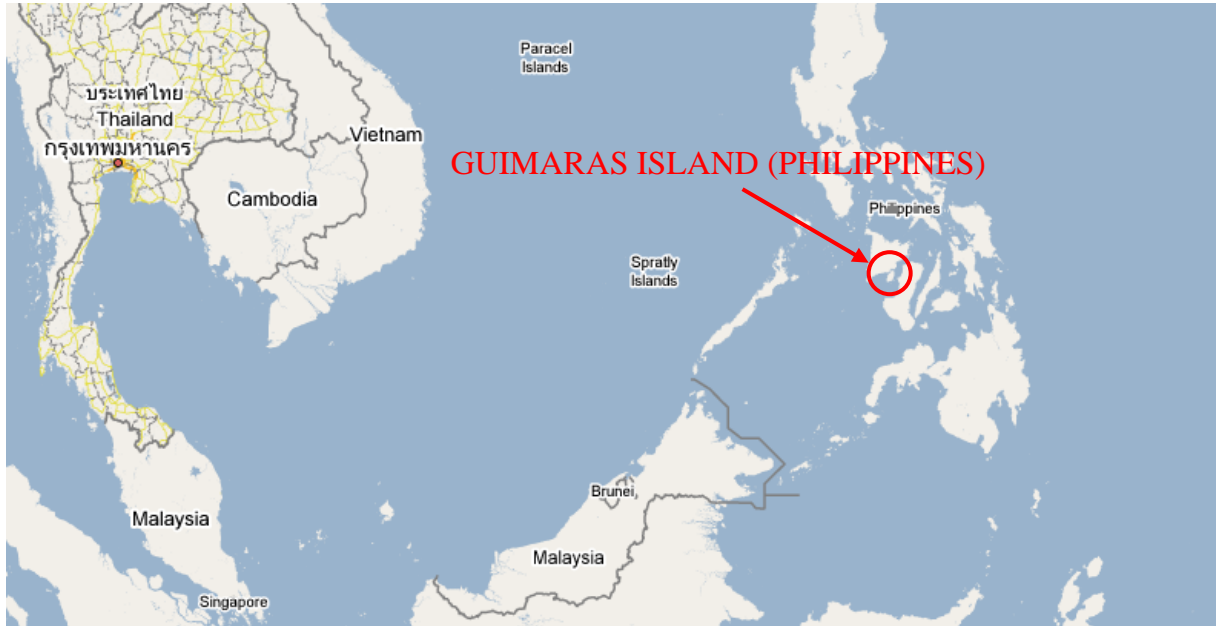 Paracel
Islands
ประเทศไทย
Thailand
กรุงเทพมหานคร
Vietnam
GUIMARAS ISLAND (PHILIPPINES)
Cambodia
Philippines
Spratly
Islands
Brunei
Malaysia
Malaysia
Singapore